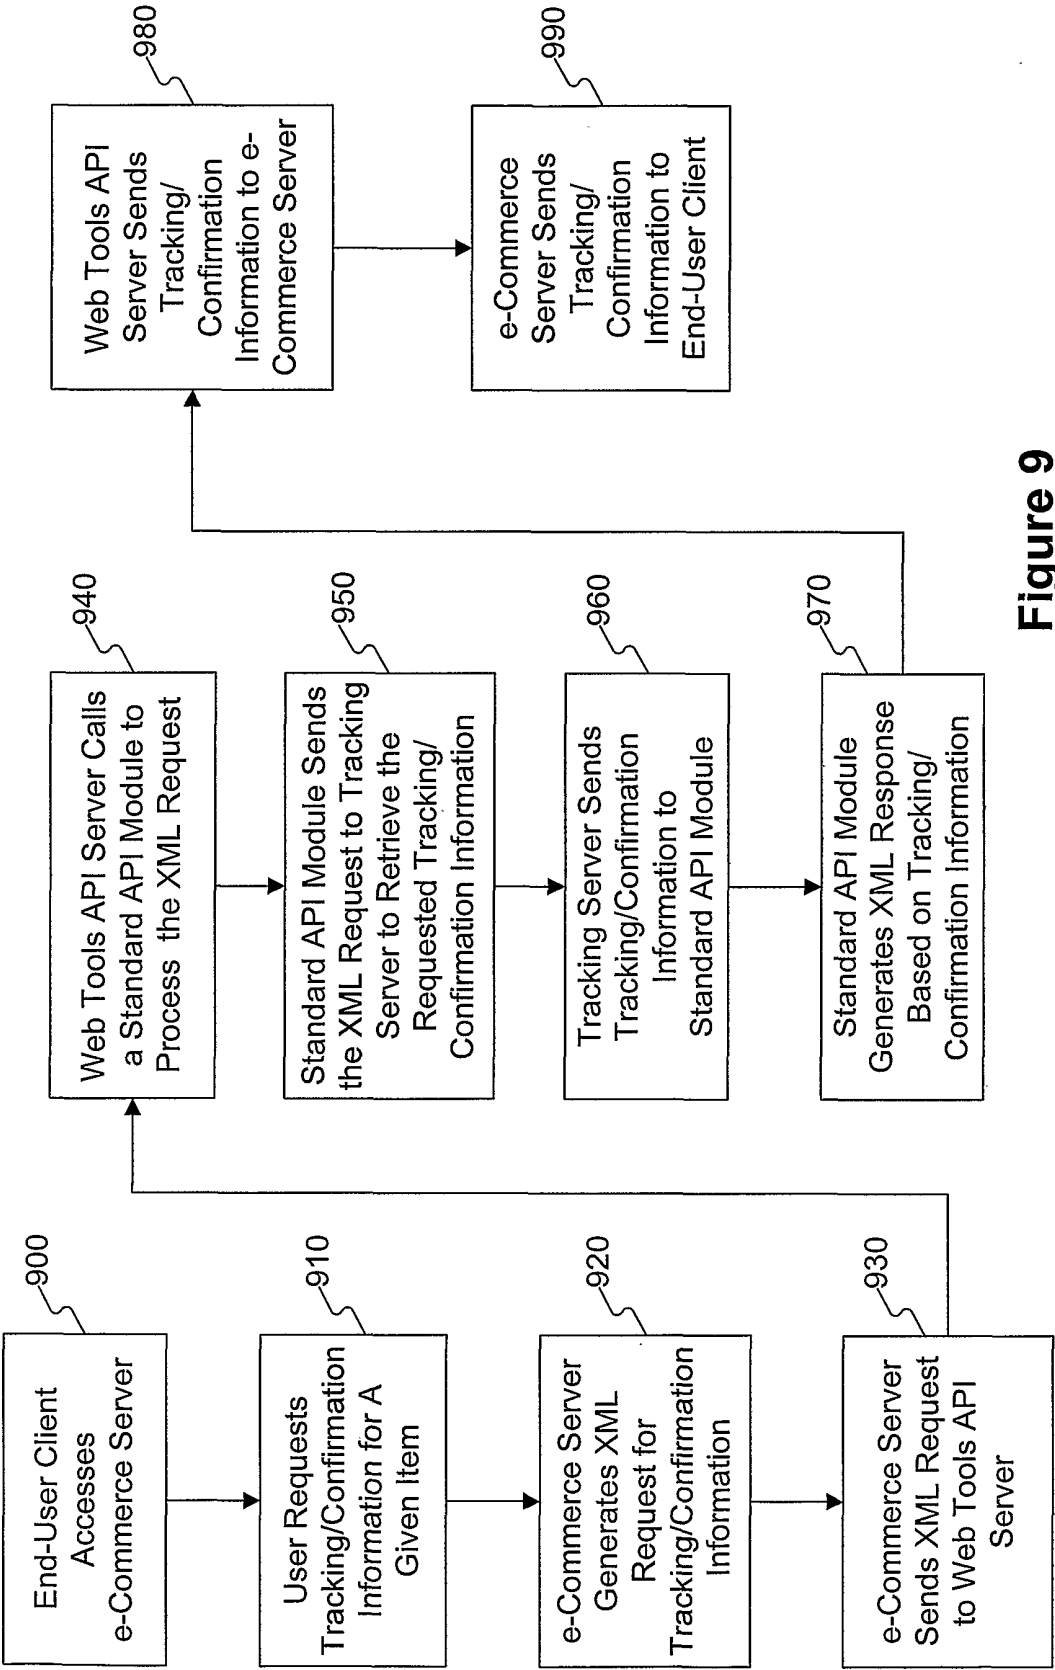 900
End-User Client
Accesses
e-Commerce Server
910
User Requests
Tracking/Confirmation
Information for A
Given Item
920
e-Commerce Server
Generates XML
Request for
Tracking/Confirmation
Information
930
e-Commerce Server
Sends XML Request
to Web Tools API
Server
940
Web Tools API Server Calls
a Standard API Module to
Process the XML Request
950
Standard API Module Sends
the XML Request to Tracking
Server to Retrieve the
Requested Tracking/
Confirmation Information
960
Tracking Server Sends
Tracking/Confirmation
Information to
Standard API Module
970
Standard API Module
Generates XML Response
Based on Tracking/
Confirmation Information
980
Web Tools API
Server Sends
Tracking/
Confirmation
Information to e-
Commerce Server
990
e-Commerce
Server Sends
Tracking/
Confirmation
Information to
End-User Client
Figure 9